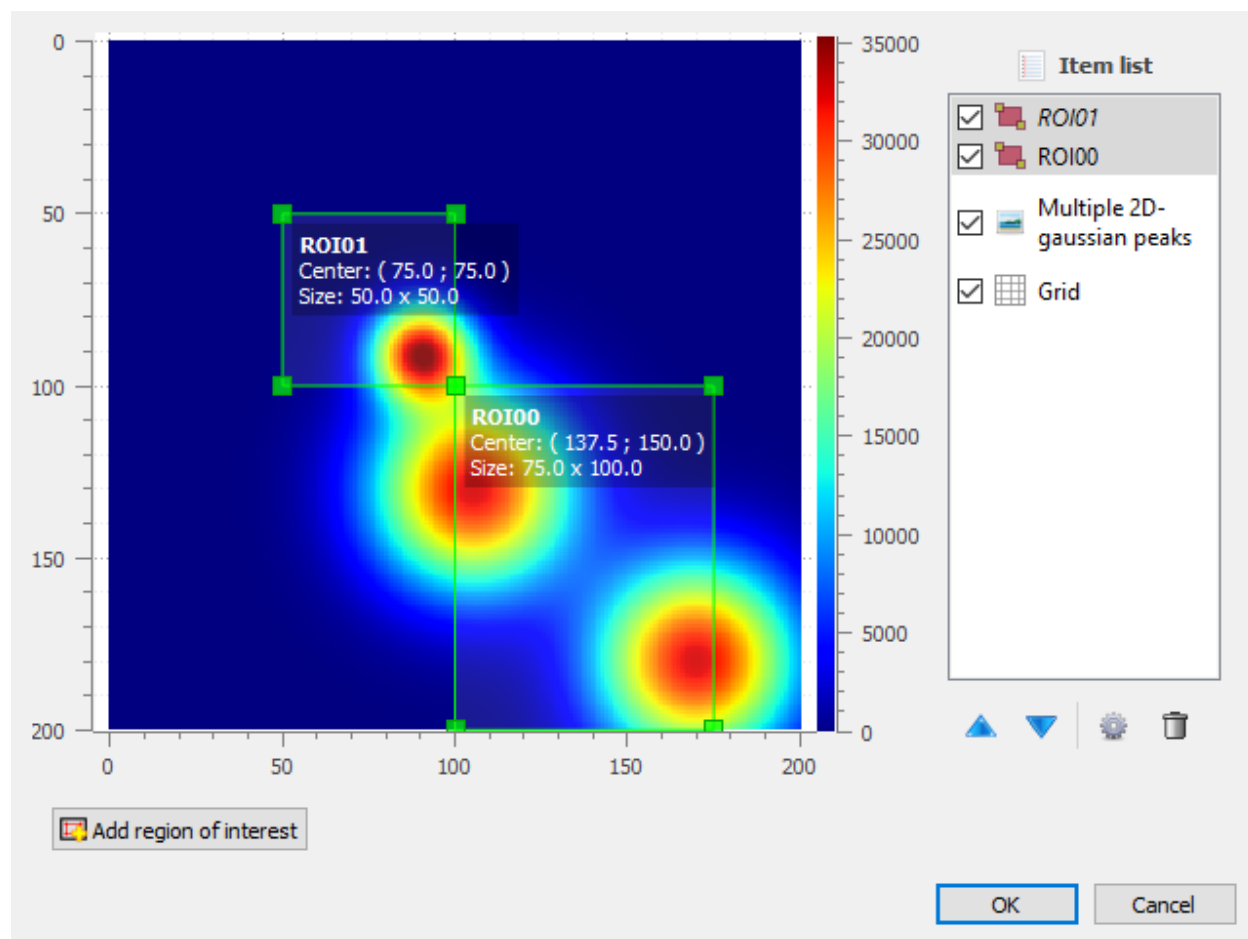 0
50
100
150
200
0
50
100
150
200
ROI01
Center: ( 75.0 ; 75.0 )
Size: 50.0 x 50.0
ROI00
Center: ( 137.5 ; 150.0 )
Size: 75.0 x 100.0
35000
30000
25000
20000
15000
10000
5000
0
Item list
ROI01
ROI00
Multiple 2D-
gaussian peaks
Grid
Add region of interest
OK
Cancel